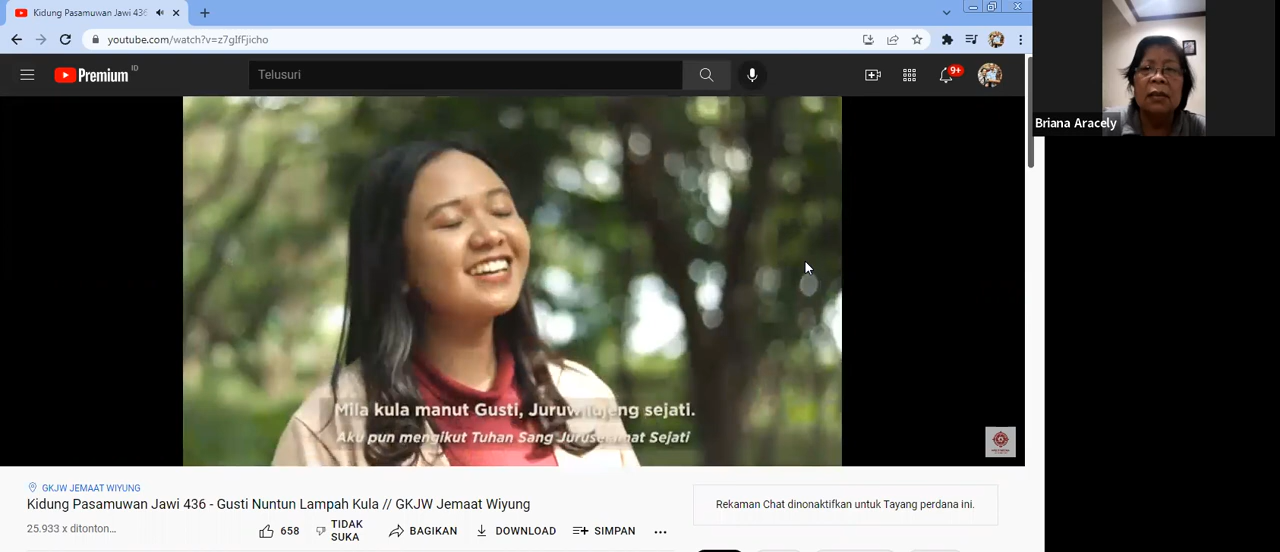 Kidung Pasamuwan Jawi 436
youtube.com/watch?v=z7gIfFjicho
Premium ID
Telusuri
9+
Briana Aracely
Mila kula manut Gusti, sejati.
Aku pun mengikut Tuhan Sang Sejati
GKJW JEMAAT WIYUNG
Kidung Pasamuwan Jawi 436 - Gusti Nuntun Lampah Kula // GKJW Jemaat Wiyung
Rekaman Chat dinonaktifkan untuk Tayang perdana ini.
25.933 x ditonton...
658
TIDAK
SUKA
BAGIKAN
DOWNLOAD
SIMPAN